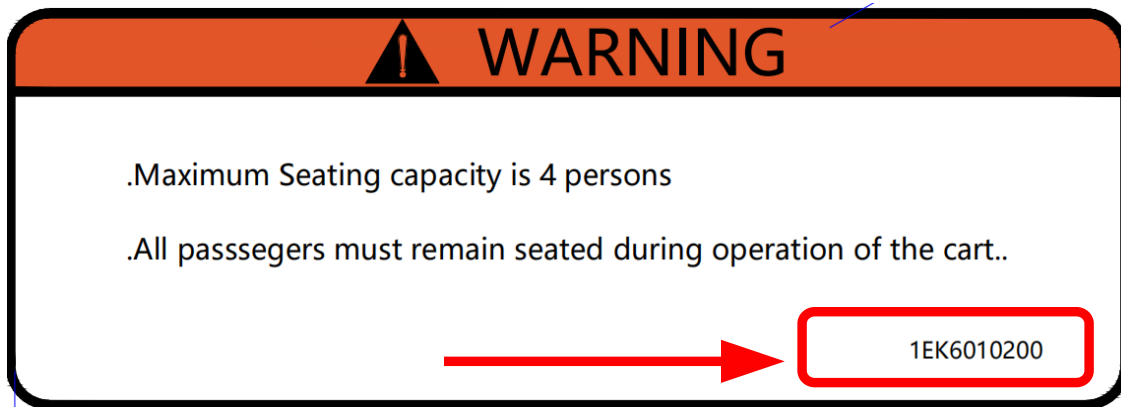 WARNING
.Maximum Seating capacity is 4 persons
.All passsegers must remain seated during operation of the cart..
1EK6010200